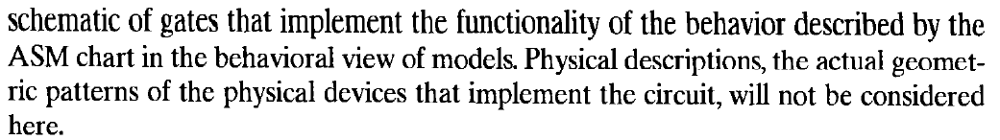 schematic of gates that implement the functionality of the behavior described by the
ASM chart in the behavioral view of models. Physical descriptions, the actual geomet-
ric patterns of the physical devices that implement the circuit, will not be considered
here.